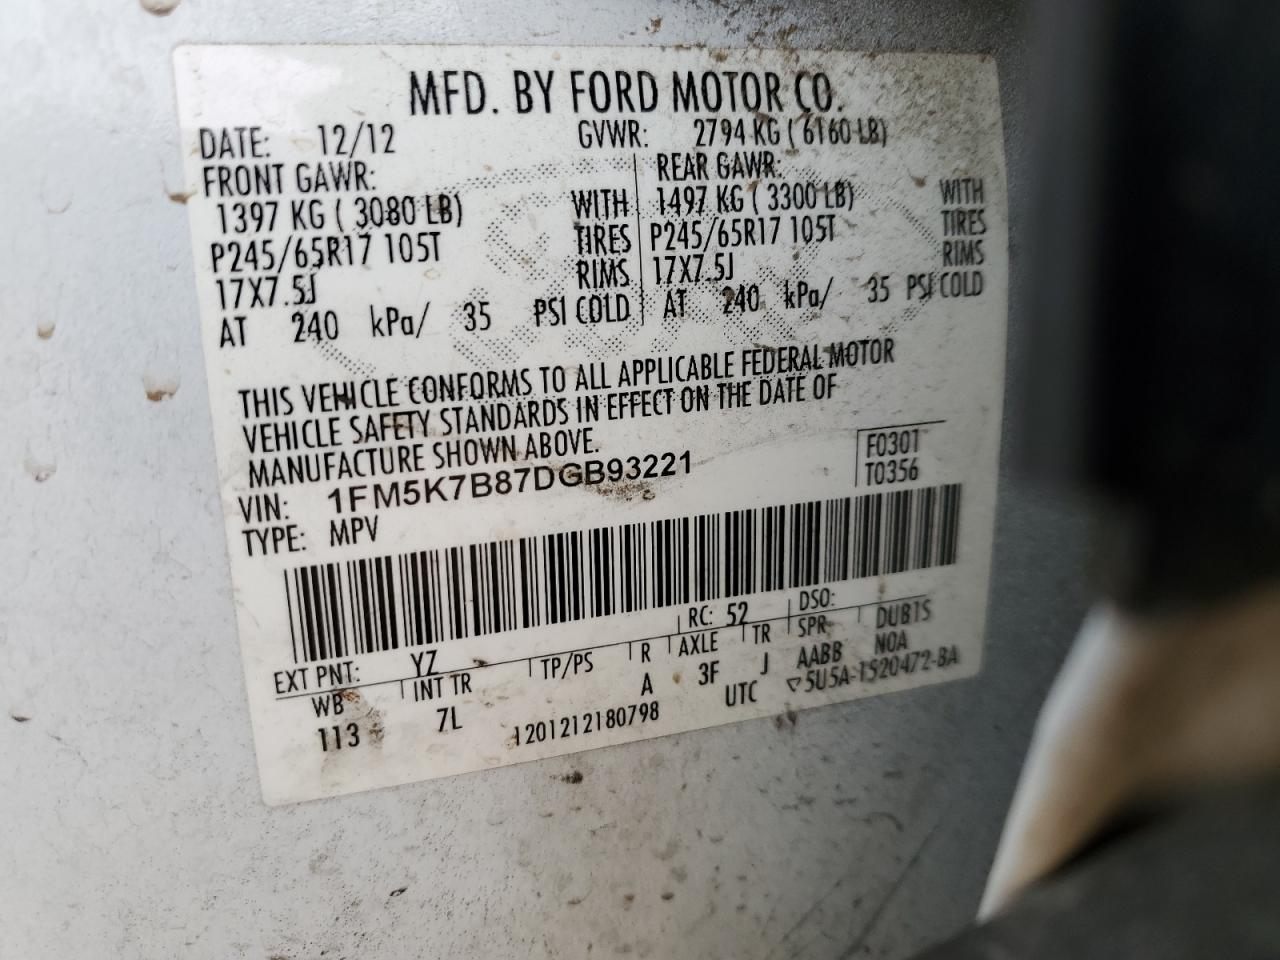 MFD. BY FORD MOTOR CO.
DATE: 12/12 GVWR: 2794 KG ( 6160 LB)
FRONT GAWR: REAR GAWR:
1397 KG ( 3080 LB) WITH 1497 KG ( 3300 LB) WITH
P245/65R17 105T TIRES P245/65R17 105T TIRES
17X7.5J RIMS 17X7.5J RIMS
AT 240 kPa/ 35 PSI COLD AT 240 kPa/ 35 PSI COLD
THIS VEHICLE CONFORMS TO ALL APPLICABLE FEDERAL MOTOR
VEHICLE SAFETY STANDARDS IN EFFECT ON THE DATE OF
MANUFACTURE SHOWN ABOVE.
F0301
VIN: 1FM5K7B87DGB93221 T0356
TYPE: MPV
EXT PNT: YZ RC: 52 DSO:
WB INT TR TP/PS R AXLE TR SPR DUB1S
113 7L A 3F J AABB NOA
1201212180798 UTC ▽5U5A-1520472-BA